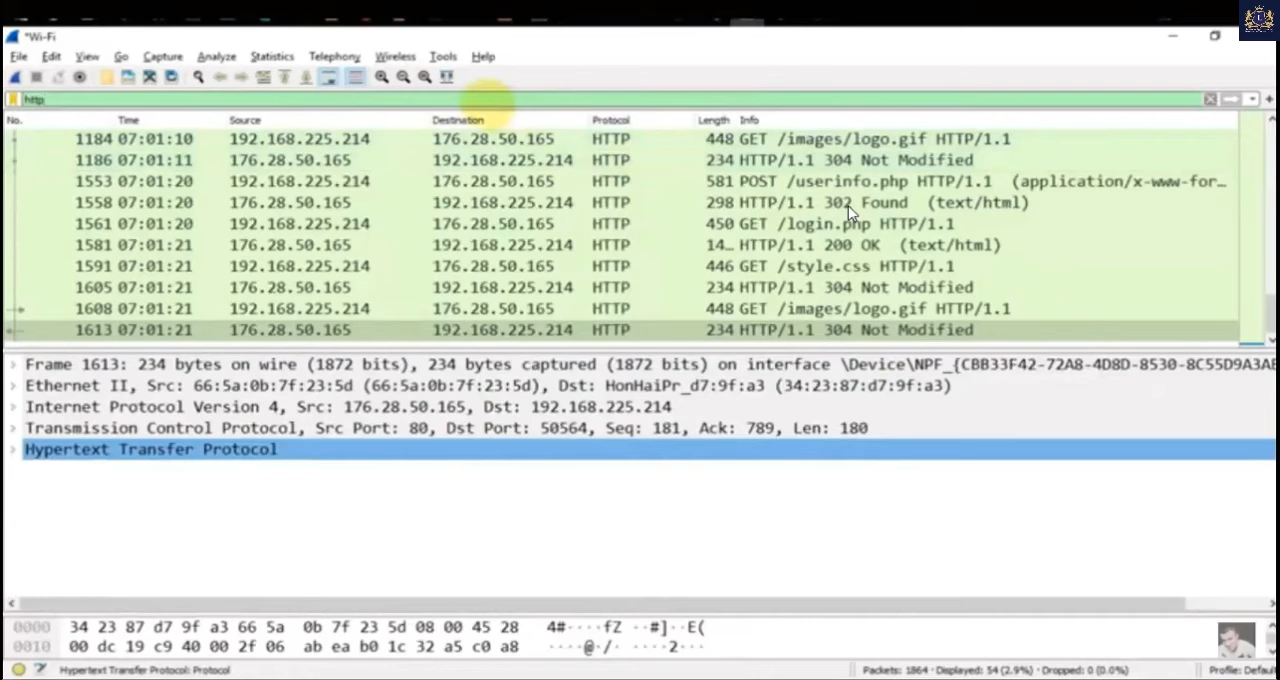 *Wi-Fi
File Edit View Go Capture Analyze Statistics Telephony Wireless Tools Help
http
No. Time Source Destination Protocol Length Info
1184 07:01:10 192.168.225.214 176.28.50.165 HTTP 448 GET /images/logo.gif HTTP/1.1
1186 07:01:11 176.28.50.165 192.168.225.214 HTTP 234 HTTP/1.1 304 Not Modified
1553 07:01:20 192.168.225.214 176.28.50.165 HTTP 581 POST /userinfo.php HTTP/1.1 (application/x-www-for…
1558 07:01:20 176.28.50.165 192.168.225.214 HTTP 298 HTTP/1.1 302 Found (text/html)
1561 07:01:20 192.168.225.214 176.28.50.165 HTTP 450 GET /login.php HTTP/1.1
1581 07:01:21 176.28.50.165 192.168.225.214 HTTP 14… HTTP/1.1 200 OK (text/html)
1591 07:01:21 192.168.225.214 176.28.50.165 HTTP 446 GET /style.css HTTP/1.1
1605 07:01:21 176.28.50.165 192.168.225.214 HTTP 234 HTTP/1.1 304 Not Modified
1608 07:01:21 192.168.225.214 176.28.50.165 HTTP 448 GET /images/logo.gif HTTP/1.1
1613 07:01:21 176.28.50.165 192.168.225.214 HTTP 234 HTTP/1.1 304 Not Modified
Frame 1613: 234 bytes on wire (1872 bits), 234 bytes captured (1872 bits) on interface \Device\NPF_{CBB33F42-72A8-4D8D-8530-8C55D9A3AE
Ethernet II, Src: 66:5a:0b:7f:23:5d (66:5a:0b:7f:23:5d), Dst: HonHaiPr_d7:9f:a3 (34:23:87:d7:9f:a3)
Internet Protocol Version 4, Src: 176.28.50.165, Dst: 192.168.225.214
Transmission Control Protocol, Src Port: 80, Dst Port: 50564, Seq: 181, Ack: 789, Len: 180
Hypertext Transfer Protocol
0000 34 23 87 d7 9f a3 66 5a 0b 7f 23 5d 08 00 45 28 4#····fZ ··#]··E(
0010 00 dc 19 c9 40 00 2f 06 ab ea b0 1c 32 a5 c0 a8 ····@·/· ····2···
Hypertext Transfer Protocol: Protocol Packets: 1864 · Displayed: 54 (2.9%) · Dropped: 0 (0.0%) Profile: Defaul